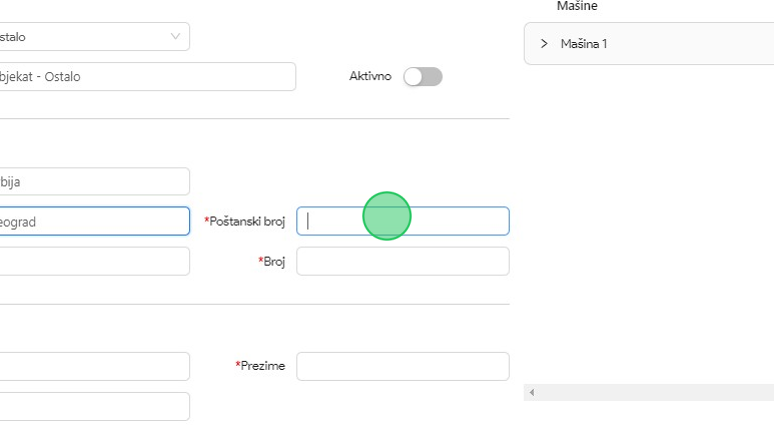 Mašine
stalo
Mašina 1
bjekat - Ostalo
Aktivno
bija
eograd
*Poštanski broj
*Broj
*Prezime